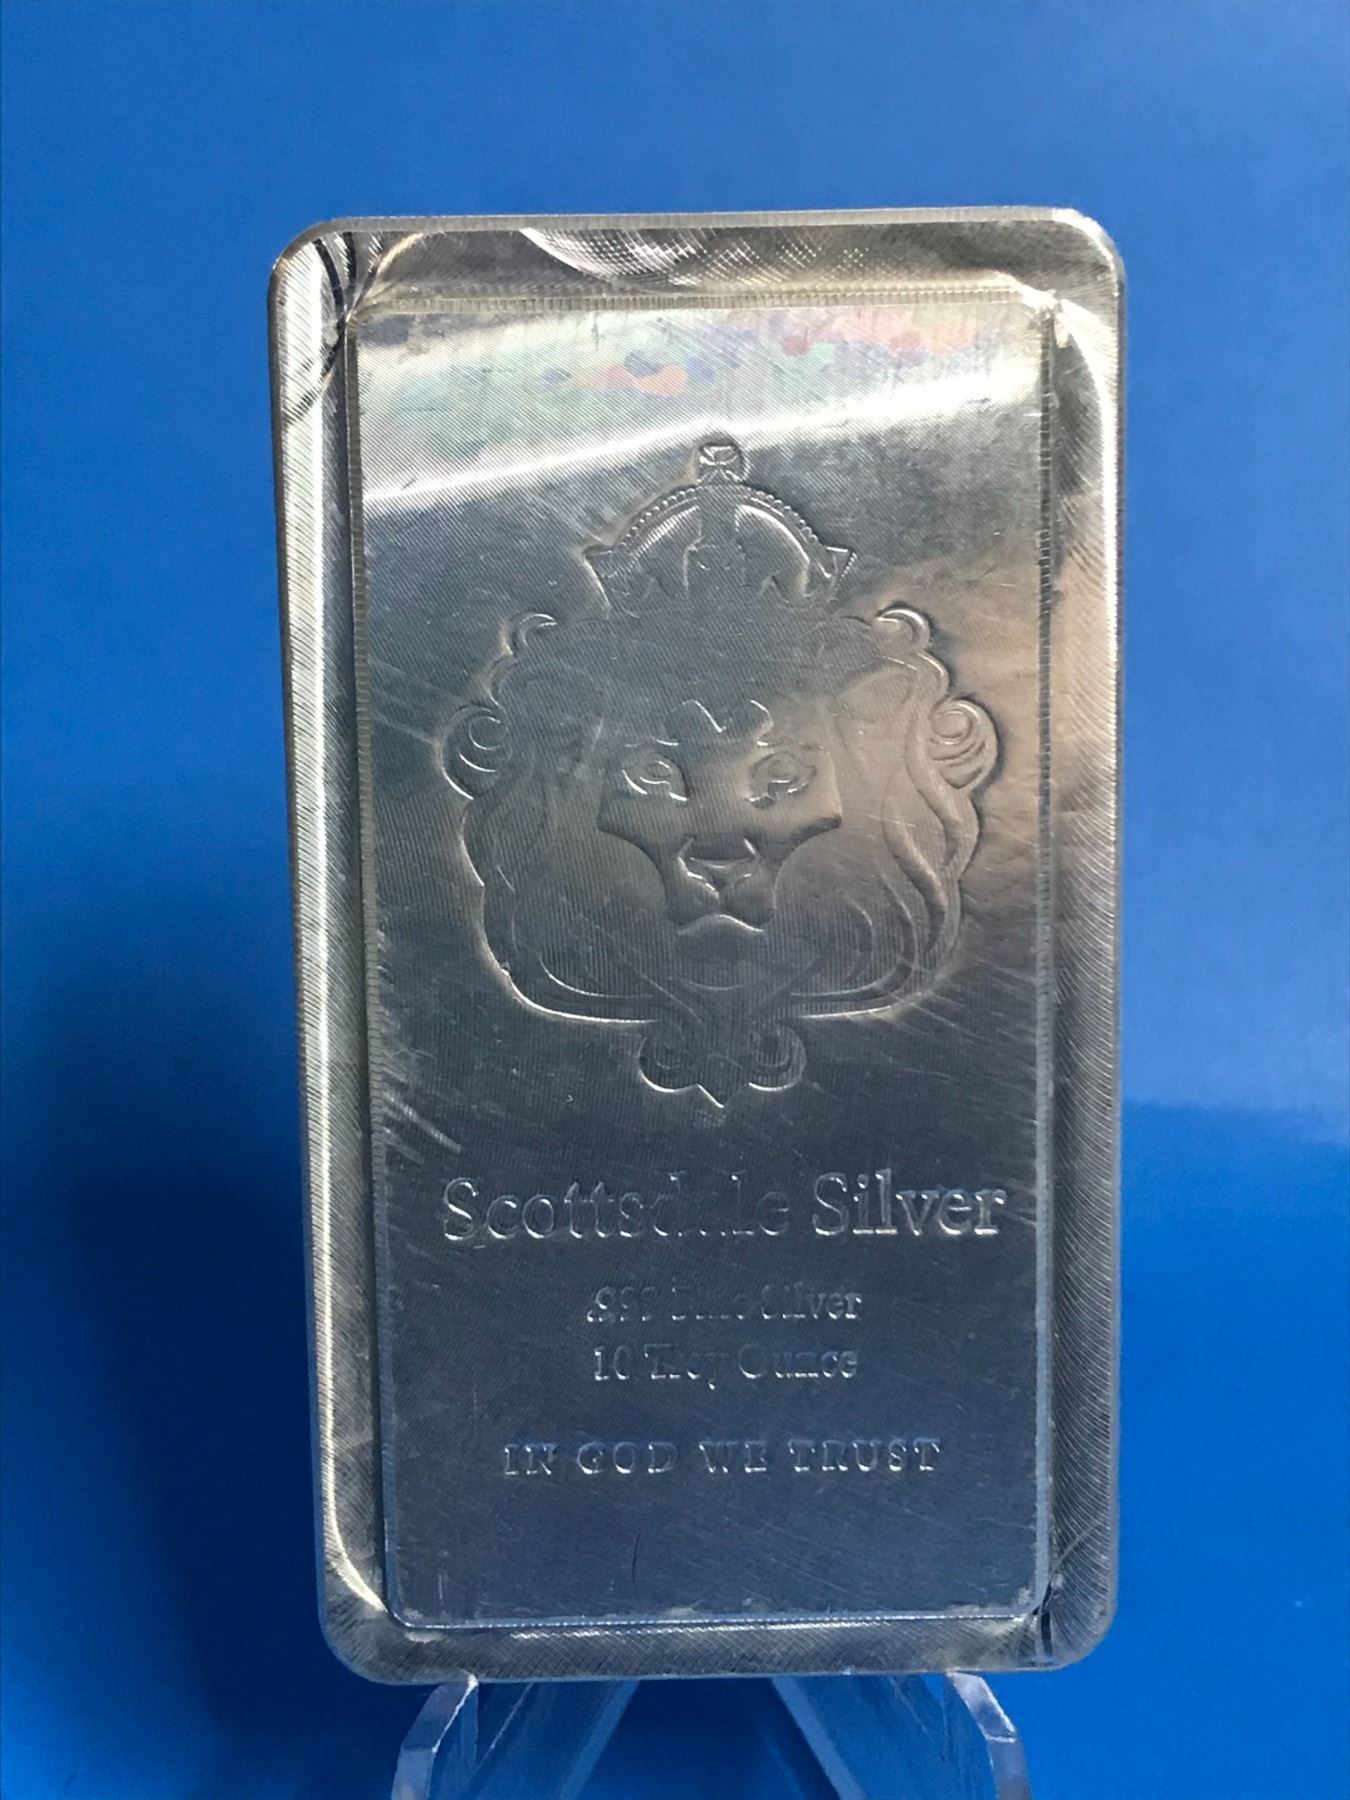 Scottsdale Silver
.999 Fine Silver
10 Troy Ounce
IN GOD WE TRUST